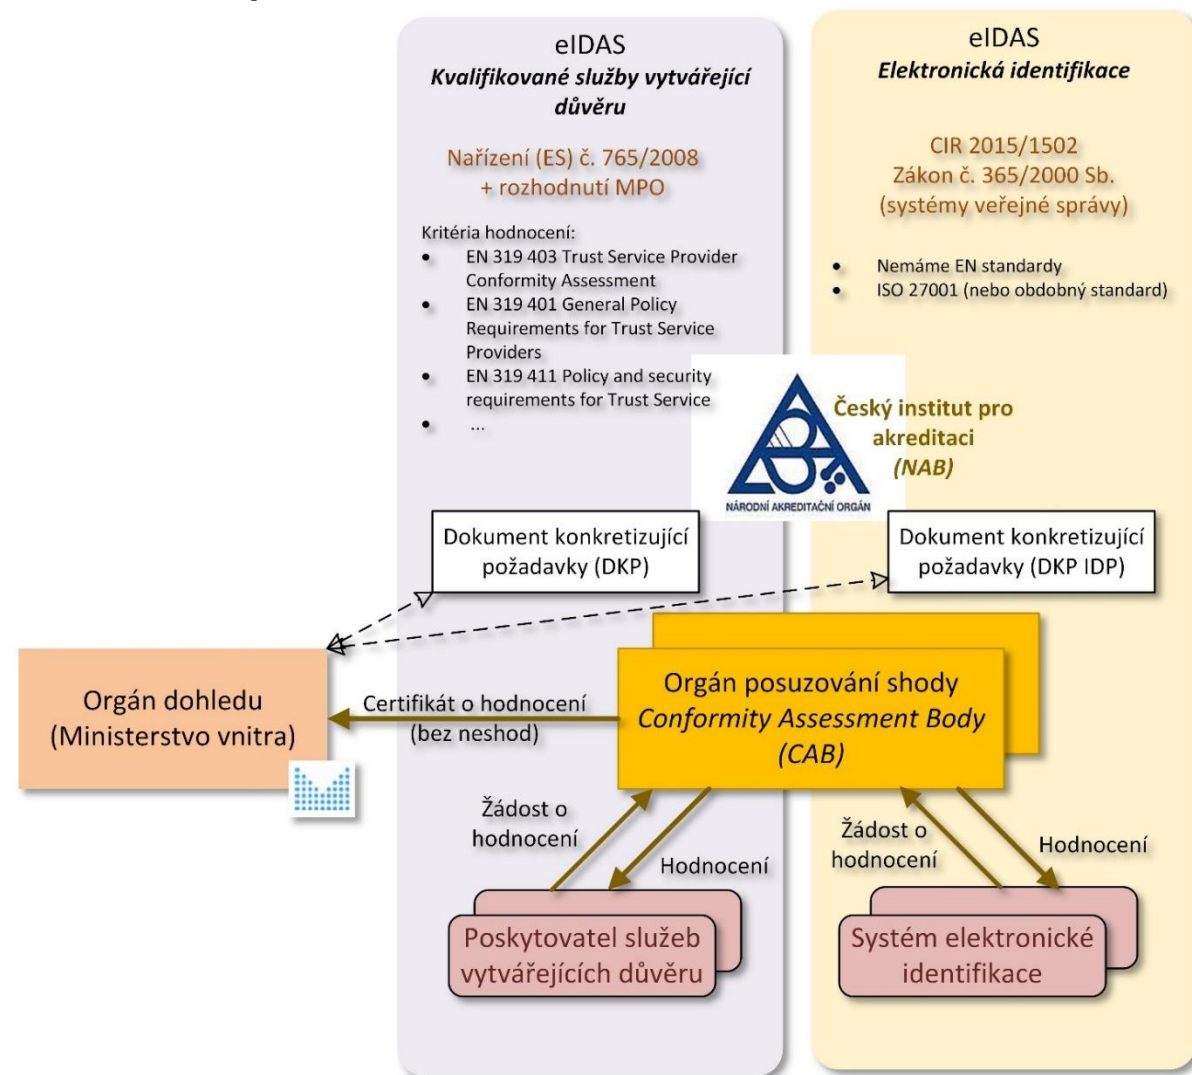 eIDAS
Kvalifikované služby vytvářející
důvěru
Nařízení (ES) č. 765/2008
+ rozhodnutí MPO
Kritéria hodnocení:
• EN 319 403 Trust Service Provider
Conformity Assessment
• EN 319 401 General Policy
Requirements for Trust Service
Providers
• EN 319 411 Policy and security
requirements for Trust Service
• ...
eIDAS
Elektronická identifikace
CIR 2015/1502
Zákon č. 365/2000 Sb.
(systémy veřejné správy)
• Nemáme EN standardy
• ISO 27001 (nebo obdobný standard)
NÁRODNÍ AKREDITAČNÍ ORGÁN
Český institut pro
akreditaci
(NAB)
Dokument konkretizující
požadavky (DKP)
Dokument konkretizující
požadavky (DKP IDP)
Orgán dohledu
(Ministerstvo vnitra)
Certifikát o hodnocení
(bez neshod)
Orgán posuzování shody
Conformity Assessment Body
(CAB)
Žádost o
hodnocení
Hodnocení
Žádost o
hodnocení
Hodnocení
Poskytovatel služeb
vytvářejících důvěru
Systém elektronické
identifikace